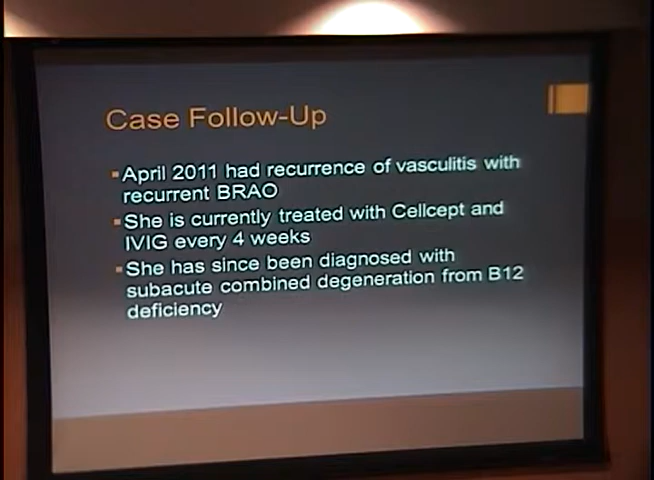 Case Follow-Up
▪April 2011 had recurrence of vasculitis with
recurrent BRAO
▪She is currently treated with Cellcept and
IVIG every 4 weeks
▪She has since been diagnosed with
subacute combined degeneration from B12
deficiency